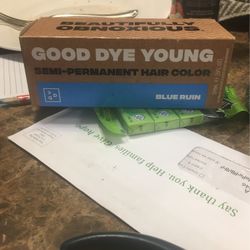 BEAUTIFULLY
OBNOXIOUS
GOOD DYE YOUNG
SEMI-PERMANENT HAIR COLOR
BLUE RUIN
Say thank you. Help families